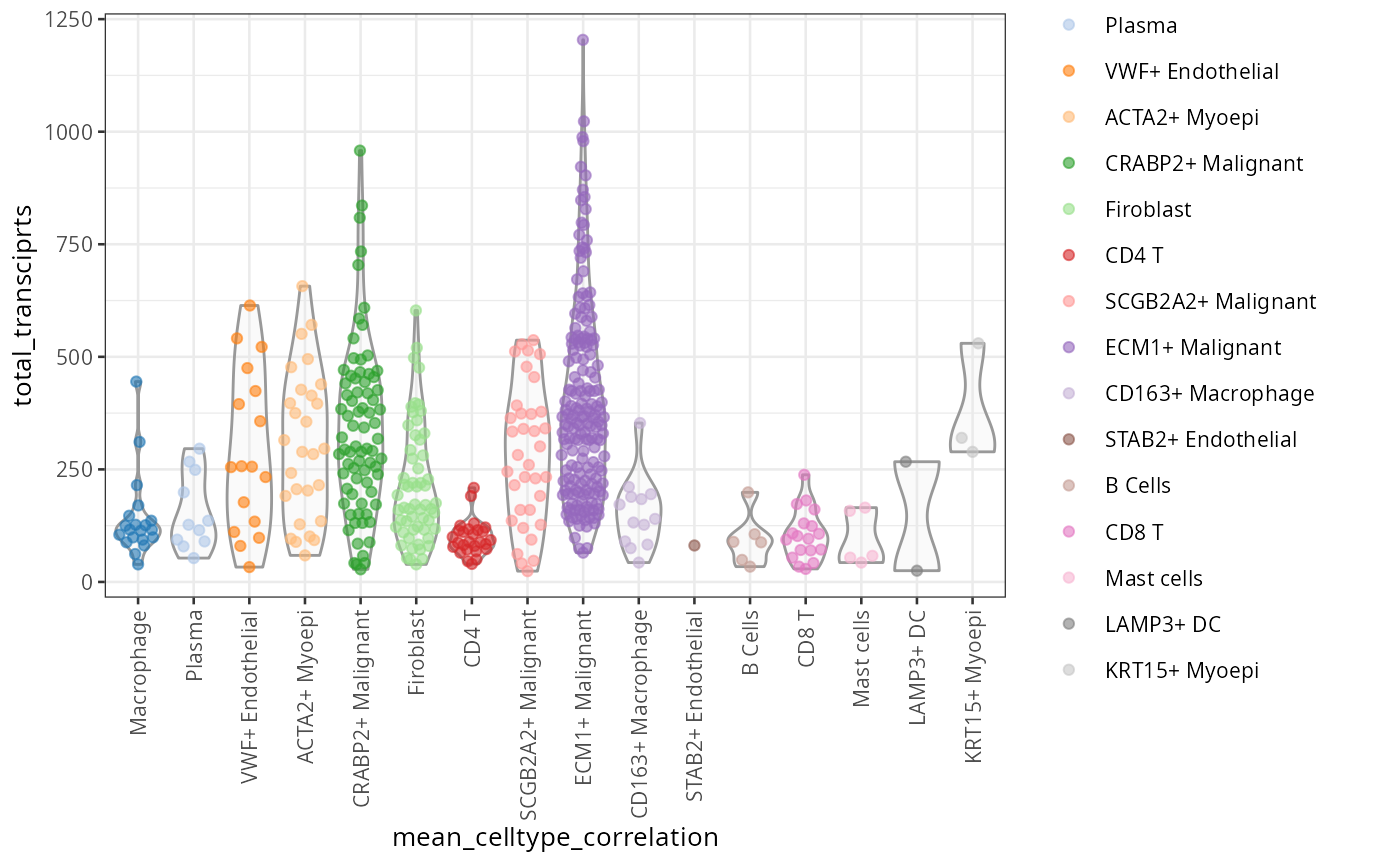 1250
1000
750
500
250
0
total_transciprts
Macrophage
Plasma
VWF+ Endothelial
ACTA2+ Myoepi
CRABP2+ Malignant
Firoblast
CD4 T
SCGB2A2+ Malignant
ECM1+ Malignant
CD163+ Macrophage
STAB2+ Endothelial
B Cells
CD8 T
Mast cells
LAMP3+ DC
KRT15+ Myoepi
mean_celltype_correlation
Plasma
VWF+ Endothelial
ACTA2+ Myoepi
CRABP2+ Malignant
Firoblast
CD4 T
SCGB2A2+ Malignant
ECM1+ Malignant
CD163+ Macrophage
STAB2+ Endothelial
B Cells
CD8 T
Mast cells
LAMP3+ DC
KRT15+ Myoepi